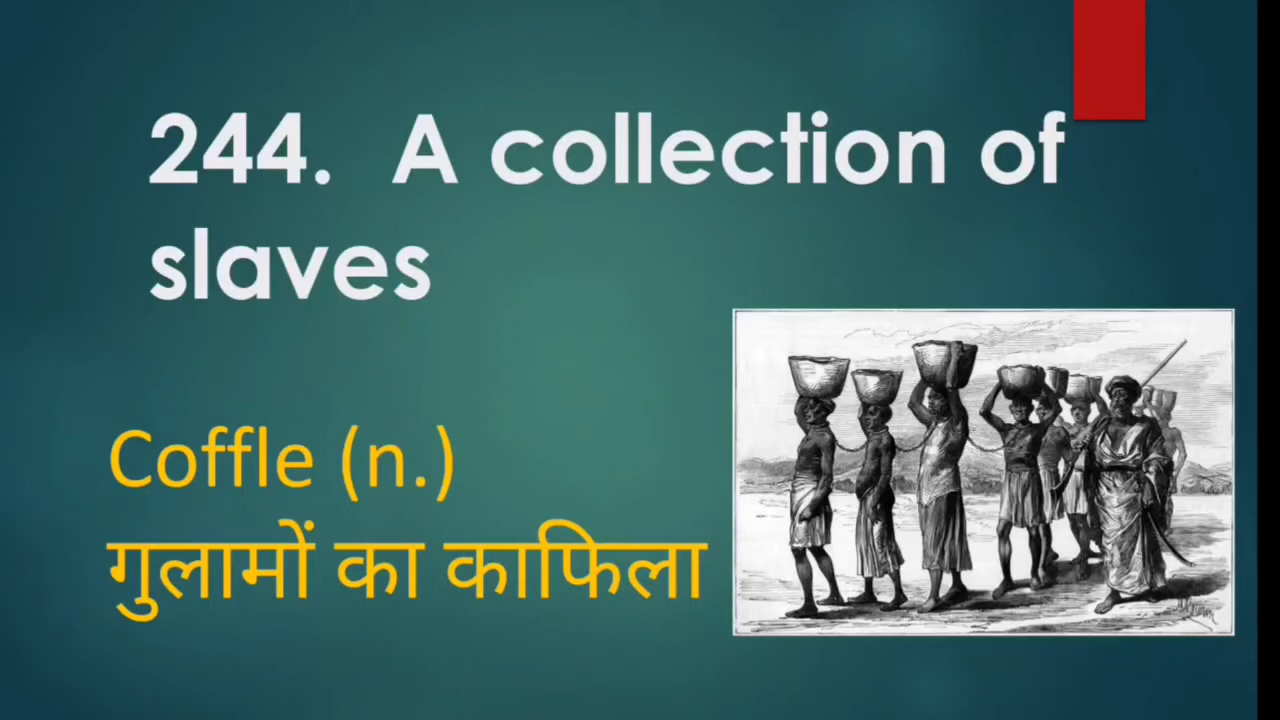 244. A collection of
slaves
Coffle (n.)
गुलामों का काफिला